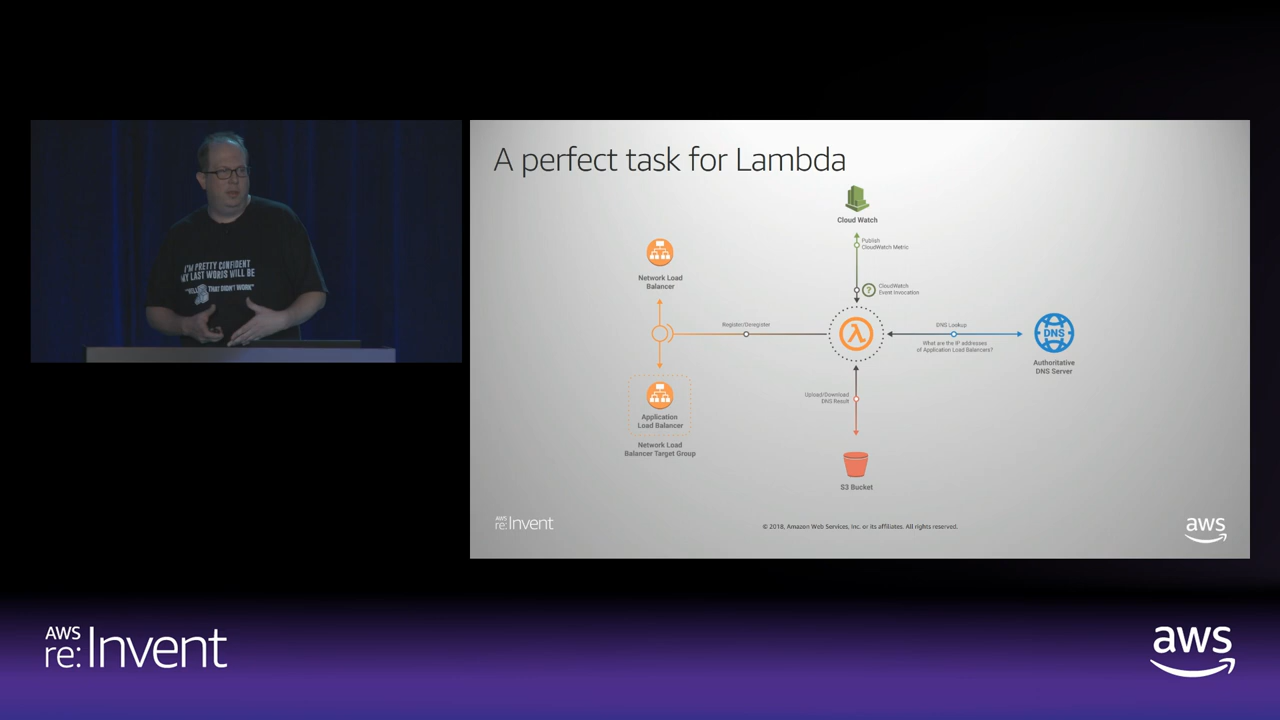 I'M PRETTY CONFIDENT
MY LAST WORDS WILL BE
THAT DIDN'T WORK"
A perfect task for Lambda
Cloud Watch
Publish
CloudWatch Metric
CloudWatch
Event Invocation
?
Network Load
Balancer
Register/Deregister
λ
DNS Lookup
What are the IP addresses
of Application Load Balancers?
DNS
Authoritative
DNS Server
Application
Load Balancer
Network Load
Balancer Target Group
Upload/Download
DNS Result
S3 Bucket
AWS
re:Invent
© 2018, Amazon Web Services, Inc. or its affiliates. All rights reserved.
aws
AWS
re:Invent
aws